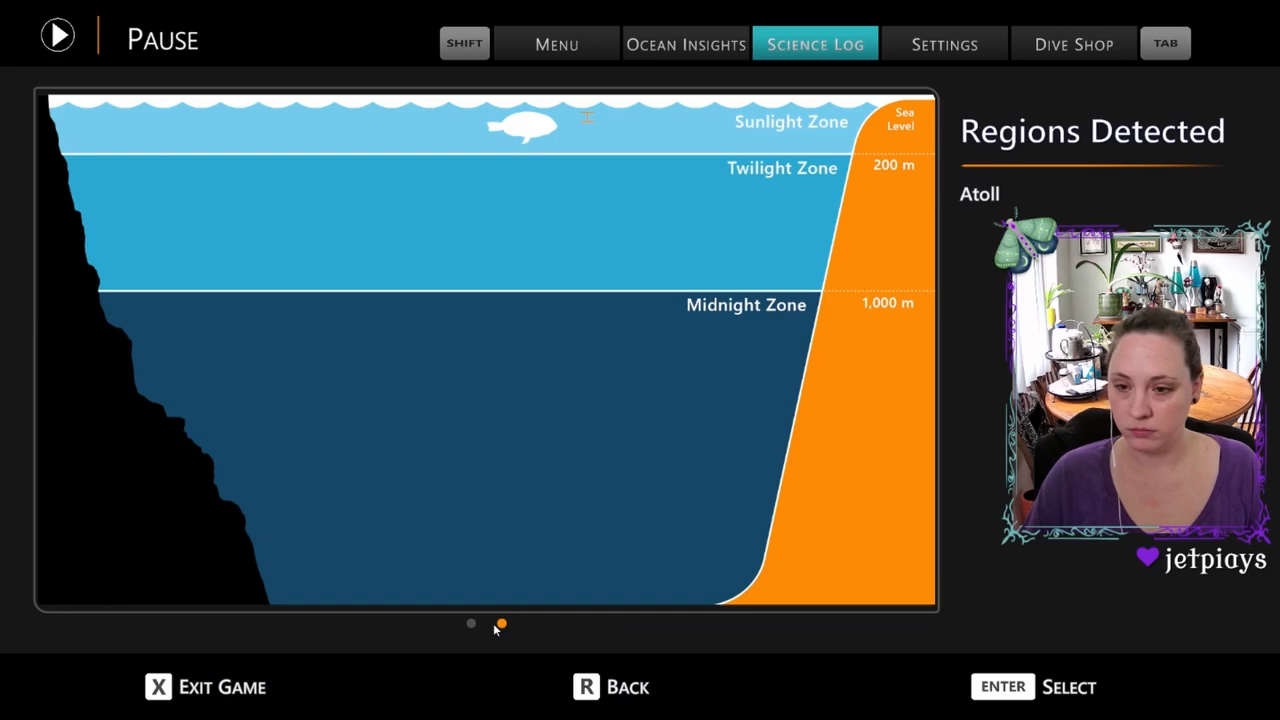 PAUSE
SHIFT
MENU
OCEAN INSIGHTS
SCIENCE LOG
SETTINGS
DIVE SHOP
TAB
Sunlight Zone
Sea
Level
Twilight Zone
200 m
Midnight Zone
1,000 m
Regions Detected
Atoll
jetplays
X EXIT GAME
R BACK
ENTER SELECT